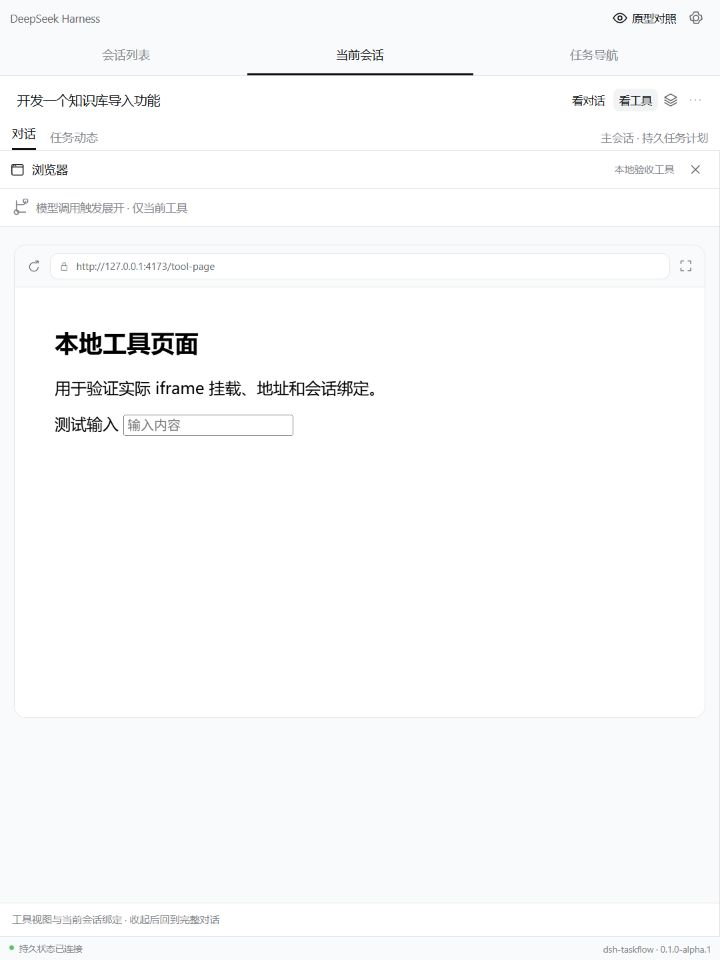 DeepSeek Harness 原型对照
会话列表 当前会话 任务导航
开发一个知识库导入功能 看对话 看工具 ···
对话 任务动态 主会话 · 持久任务计划
浏览器 本地验收工具
模型调用触发展开 · 仅当前工具
http://127.0.0.1:4173/tool-page
本地工具页面
用于验证实际 iframe 挂载、地址和会话绑定。
测试输入 输入内容
工具视图与当前会话绑定 · 收起后回到完整对话
持久状态已连接 dsh-taskflow · 0.1.0-alpha.1